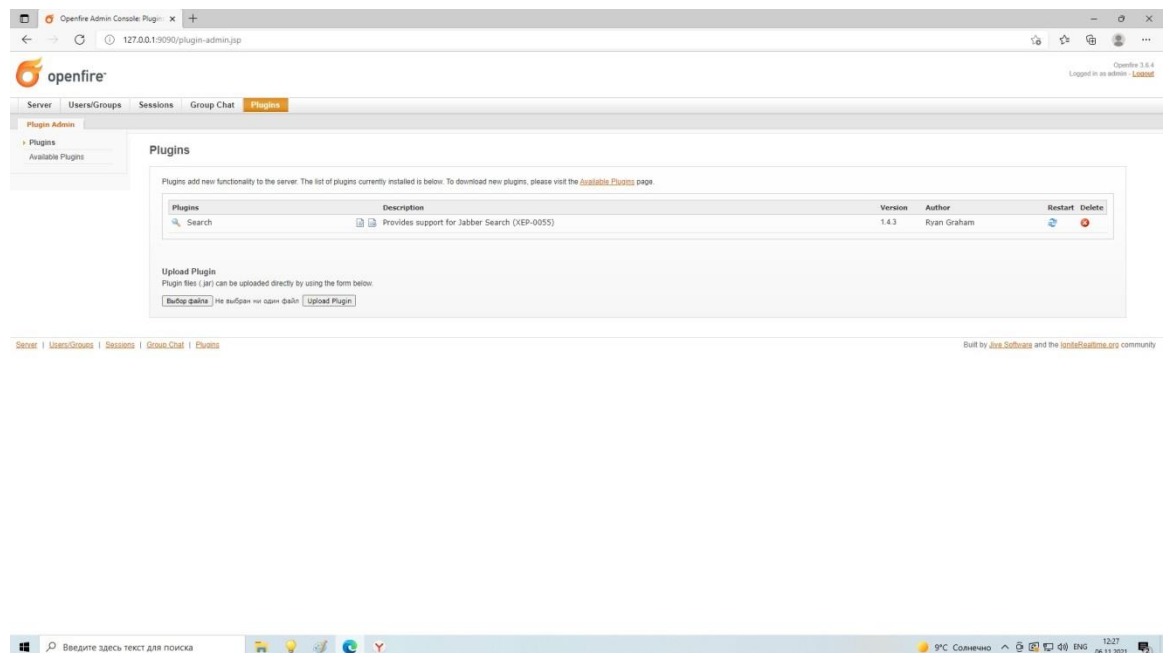 Openfire Admin Console: Plugin
127.0.0.1:9090/plugin-admin.jsp
openfire
Openfire 3.6.4
Logged in as admin - Logout
Server Users/Groups Sessions Group Chat Plugins
Plugin Admin
Plugins
Available Plugins
Plugins
Plugins add new functionality to the server. The list of plugins currently installed is below. To download new plugins, please visit the Available Plugins page.
Plugins Description Version Author Restart Delete
Search Provides support for Jabber Search (XEP-0055) 1.4.3 Ryan Graham
Upload Plugin
Plugin files (.jar) can be uploaded directly by using the form below.
Выбор файла Не выбран ни один файл Upload Plugin
Server | Users/Groups | Sessions | Group Chat | Plugins
Built by Jive Software and the IgniteRealtime.org community
Введите здесь текст для поиска
9°C Солнечно ENG 12:27
06.11.2021